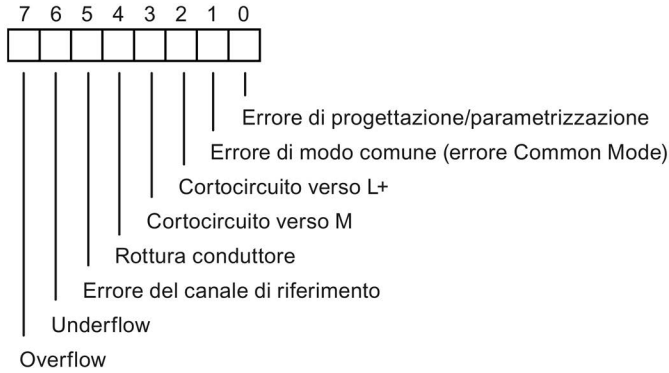 7 6 5 4 3 2 1 0
Errore di progettazione/parametrizzazione
Errore di modo comune (errore Common Mode)
Cortocircuito verso L+
Cortocircuito verso M
Rottura conduttore
Errore del canale di riferimento
Underflow
Overflow